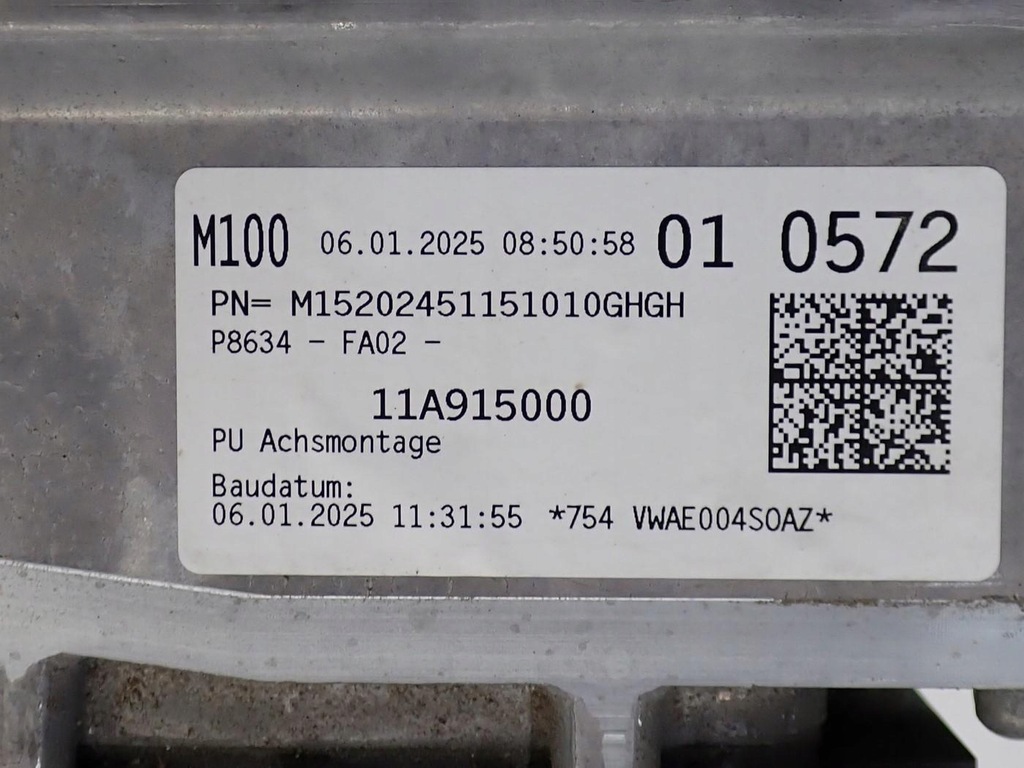 M100 06.01.2025 08:50:58 01 0572
PN= M15202451151010GHGH
P8634 - FA02 -
11A915000
PU Achsmontage
Baudatum:
06.01.2025 11:31:55 *754 VWAE004S0AZ*